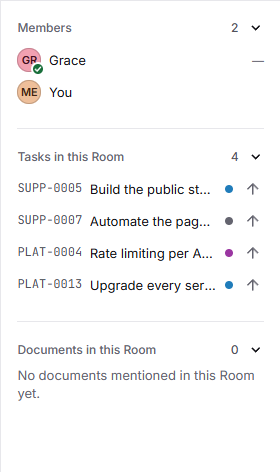 Members 2
GR Grace —
ME You
Tasks in this Room 4
SUPP-0005 Build the public st...
SUPP-0007 Automate the pag...
PLAT-0004 Rate limiting per A...
PLAT-0013 Upgrade every ser...
Documents in this Room 0
No documents mentioned in this Room
yet.